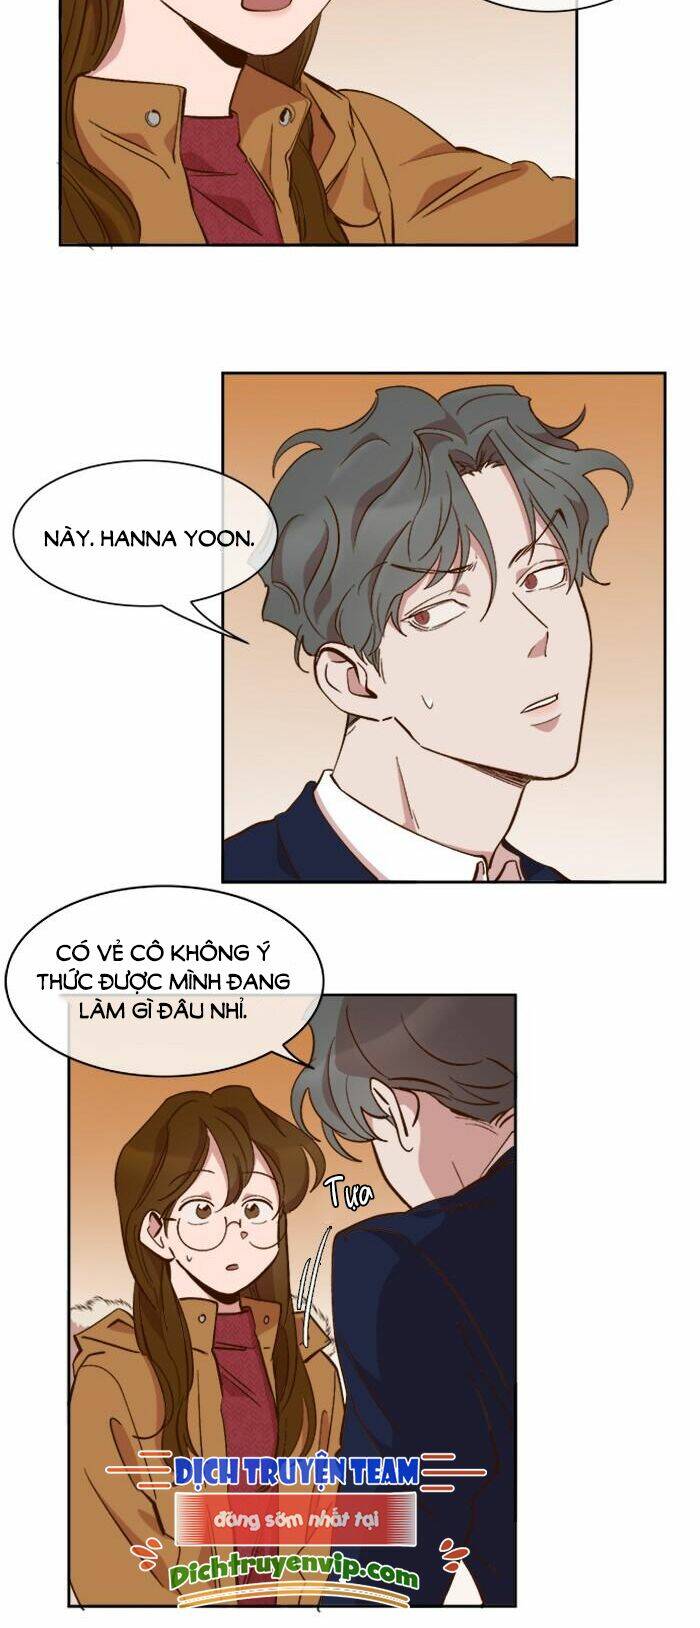 NÀY. HANNA YOON.
CÓ VẺ CÔ KHÔNG Ý
THỨC ĐƯỢC MÌNH ĐANG
LÀM GÌ ĐÂU NHỈ.
TỰA
DỊCH TRUYỆN TEAM
đăng sớm nhất tại
Dichtruyenvip.com